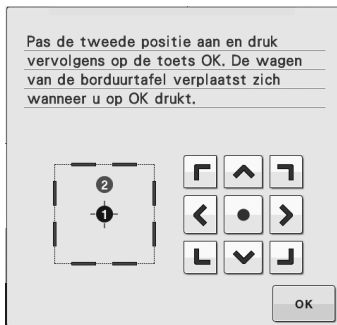 Pas de tweede positie aan en druk
vervolgens op de toets OK. De wagen
van de borduurtafel verplaatst zich
wanneer u op OK drukt.
2
1
OK